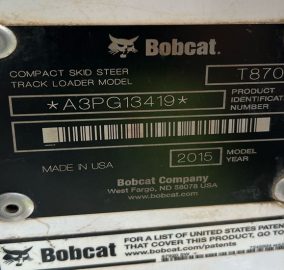 Bobcat.
COMPACT SKID STEER
TRACK LOADER MODEL T870
*A3PG13419* PRODUCT
IDENTIFICAT
NUMBER
MADE IN USA 2015 MODEL
YEAR
Bobcat Company
West Fargo, ND 58078 USA
www.bobcat.com
Bobcat
FOR A LIST OF UNITED STATES PATEN
THAT COVER THIS PRODUCT, GO TO
www.bobcat.com/patents